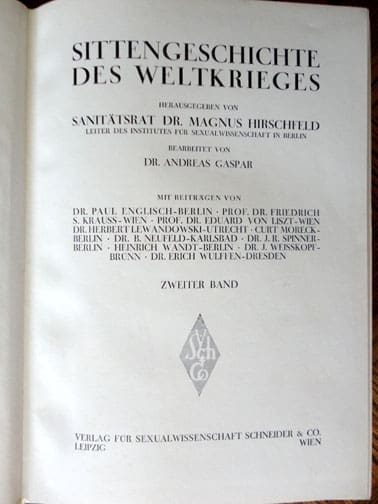 SITTENGESCHICHTE
DES WELTKRIEGES
HERAUSGEGEBEN VON
SANITÄTSRAT DR. MAGNUS HIRSCHFELD
LEITER DES INSTITUTES FÜR SEXUALWISSENSCHAFT IN BERLIN
BEARBEITET VON
DR. ANDREAS GASPAR
MIT BEITRÄGEN VON
DR. PAUL ENGLISCH-BERLIN · PROF. DR. FRIEDRICH
S. KRAUSS-WIEN · PROF. DR. EDUARD VON LISZT-WIEN
DR. HERBERT LEWANDOWSKI-UTRECHT · CURT MORECK-
BERLIN · DR. B. NEUFELD-KARLSBAD · DR. J. R. SPINNER-
BERLIN · HEINRICH WANDT-BERLIN · DR. J. WEISSKOPF-
BRÜNN · DR. ERICH WULFFEN-DRESDEN
ZWEITER BAND
Sch
& Co
VERLAG FÜR SEXUALWISSENSCHAFT SCHNEIDER & CO.
LEIPZIG WIEN